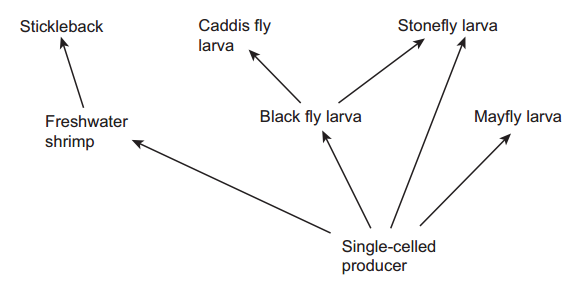 Stickleback
Caddis fly
larva
Stonefly larva
Freshwater
shrimp
Black fly larva
Mayfly larva
Single-celled
producer